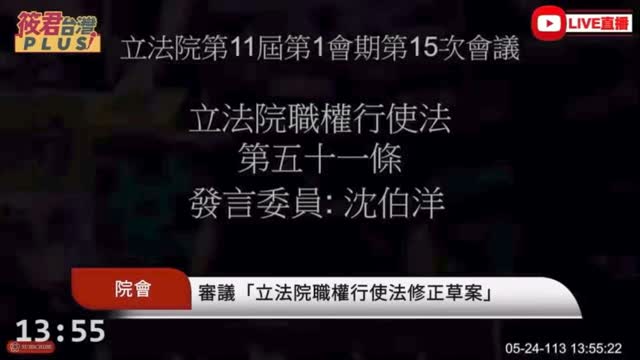 筱君台灣
PLUS!
LIVE直播
立法院第11屆第1會期第15次會議
立法院職權行使法
第五十一條
發言委員: 沈伯洋
院會
審議「立法院職權行使法修正草案」
13:55
SUBSCRIBE
05-24-113 13:55:22